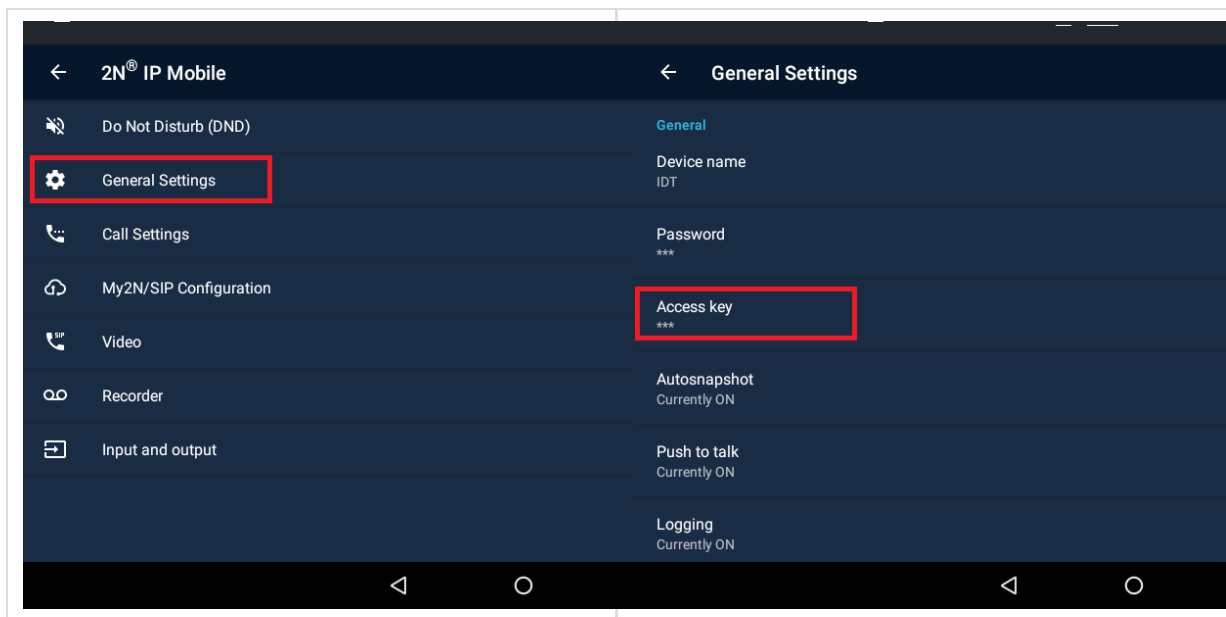 2N® IP Mobile
Do Not Disturb (DND)
General Settings
Call Settings
My2N/SIP Configuration
SIP
Video
Recorder
Input and output
General Settings
General
Device name
IDT
Password
***
Access key
***
Autosnapshot
Currently ON
Push to talk
Currently ON
Logging
Currently ON